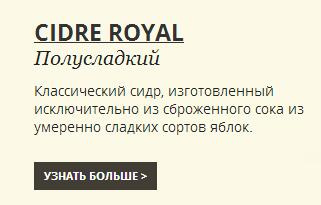 CIDRE ROYAL
Полусладкий
Классический сидр, изготовленный
исключительно из сброженного сока из
умеренно сладких сортов яблок.
УЗНАТЬ БОЛЬШЕ >